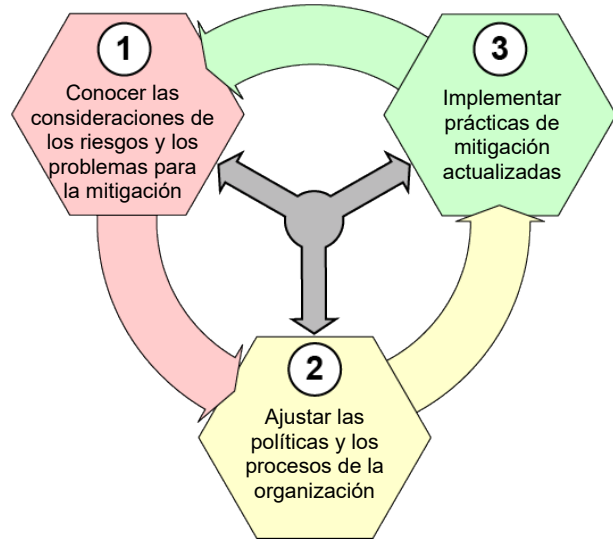 1
Conocer las
consideraciones de
los riesgos y los
problemas para
la mitigación
2
Ajustar las
políticas y los
procesos de la
organización
3
Implementar
prácticas de
mitigación
actualizadas